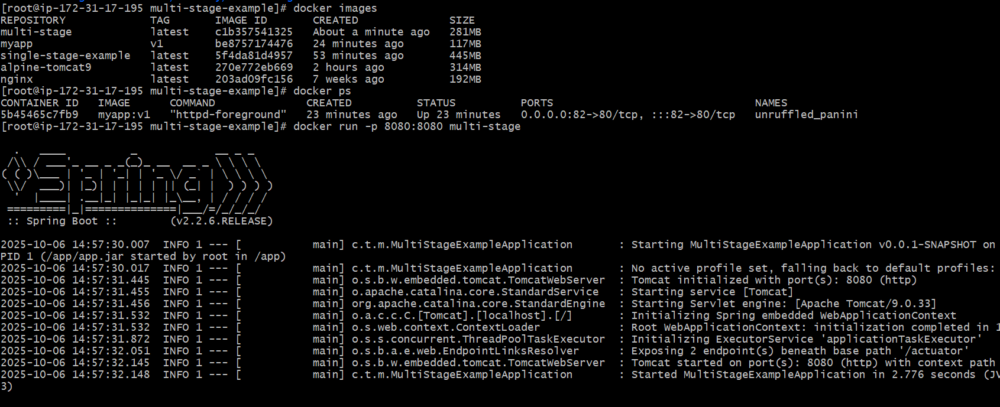 [root@ip-172-31-17-195 multi-stage-example]# docker images
REPOSITORY             TAG       IMAGE ID       CREATED              SIZE
multi-stage            latest    c1b357541325   About a minute ago   281MB
myapp                  v1        be8757174476   24 minutes ago       117MB
single-stage-example   latest    5f4da81d4957   53 minutes ago       445MB
alpine-tomcat9         latest    270e772eb669   2 hours ago          314MB
nginx                  latest    203ad09fc156   7 weeks ago          192MB
[root@ip-172-31-17-195 multi-stage-example]# docker ps
CONTAINER ID   IMAGE      COMMAND              CREATED          STATUS          PORTS                               NAMES
5b45465c7fb9   myapp:v1   "httpd-foreground"   23 minutes ago   Up 23 minutes   0.0.0.0:82->80/tcp, :::82->80/tcp   unruffled_panini
[root@ip-172-31-17-195 multi-stage-example]# docker run -p 8080:8080 multi-stage

  .   ____          _            __ _ _
 /\\ / ___'_ __ _ _(_)_ __  __ _ \ \ \ \
( ( )\___ | '_ | '_| | '_ \/ _` | \ \ \ \
 \\/  ___)| |_)| | | | | || (_| |  ) ) ) )
  '  |____| .__|_| |_|_| |_\__, | / / / /
 =========|_|==============|___/=/_/_/_/
 :: Spring Boot ::        (v2.2.6.RELEASE)

2025-10-06 14:57:30.007  INFO 1 --- [           main] c.t.m.MultiStageExampleApplication       : Starting MultiStageExampleApplication v0.0.1-SNAPSHOT on
PID 1 (/app/app.jar started by root in /app)
2025-10-06 14:57:30.017  INFO 1 --- [           main] c.t.m.MultiStageExampleApplication       : No active profile set, falling back to default profiles:
2025-10-06 14:57:31.445  INFO 1 --- [           main] o.s.b.w.embedded.tomcat.TomcatWebServer  : Tomcat initialized with port(s): 8080 (http)
2025-10-06 14:57:31.455  INFO 1 --- [           main] o.apache.catalina.core.StandardService   : Starting service [Tomcat]
2025-10-06 14:57:31.456  INFO 1 --- [           main] org.apache.catalina.core.StandardEngine  : Starting Servlet engine: [Apache Tomcat/9.0.33]
2025-10-06 14:57:31.532  INFO 1 --- [           main] o.a.c.c.C.[Tomcat].[localhost].[/]       : Initializing Spring embedded WebApplicationContext
2025-10-06 14:57:31.532  INFO 1 --- [           main] o.s.web.context.ContextLoader            : Root WebApplicationContext: initialization completed in 1
2025-10-06 14:57:31.872  INFO 1 --- [           main] o.s.s.concurrent.ThreadPoolTaskExecutor  : Initializing ExecutorService 'applicationTaskExecutor'
2025-10-06 14:57:32.051  INFO 1 --- [           main] o.s.b.a.e.web.EndpointLinksResolver      : Exposing 2 endpoint(s) beneath base path '/actuator'
2025-10-06 14:57:32.145  INFO 1 --- [           main] o.s.b.w.embedded.tomcat.TomcatWebServer  : Tomcat started on port(s): 8080 (http) with context path
2025-10-06 14:57:32.148  INFO 1 --- [           main] c.t.m.MultiStageExampleApplication       : Started MultiStageExampleApplication in 2.776 seconds (JV
3)